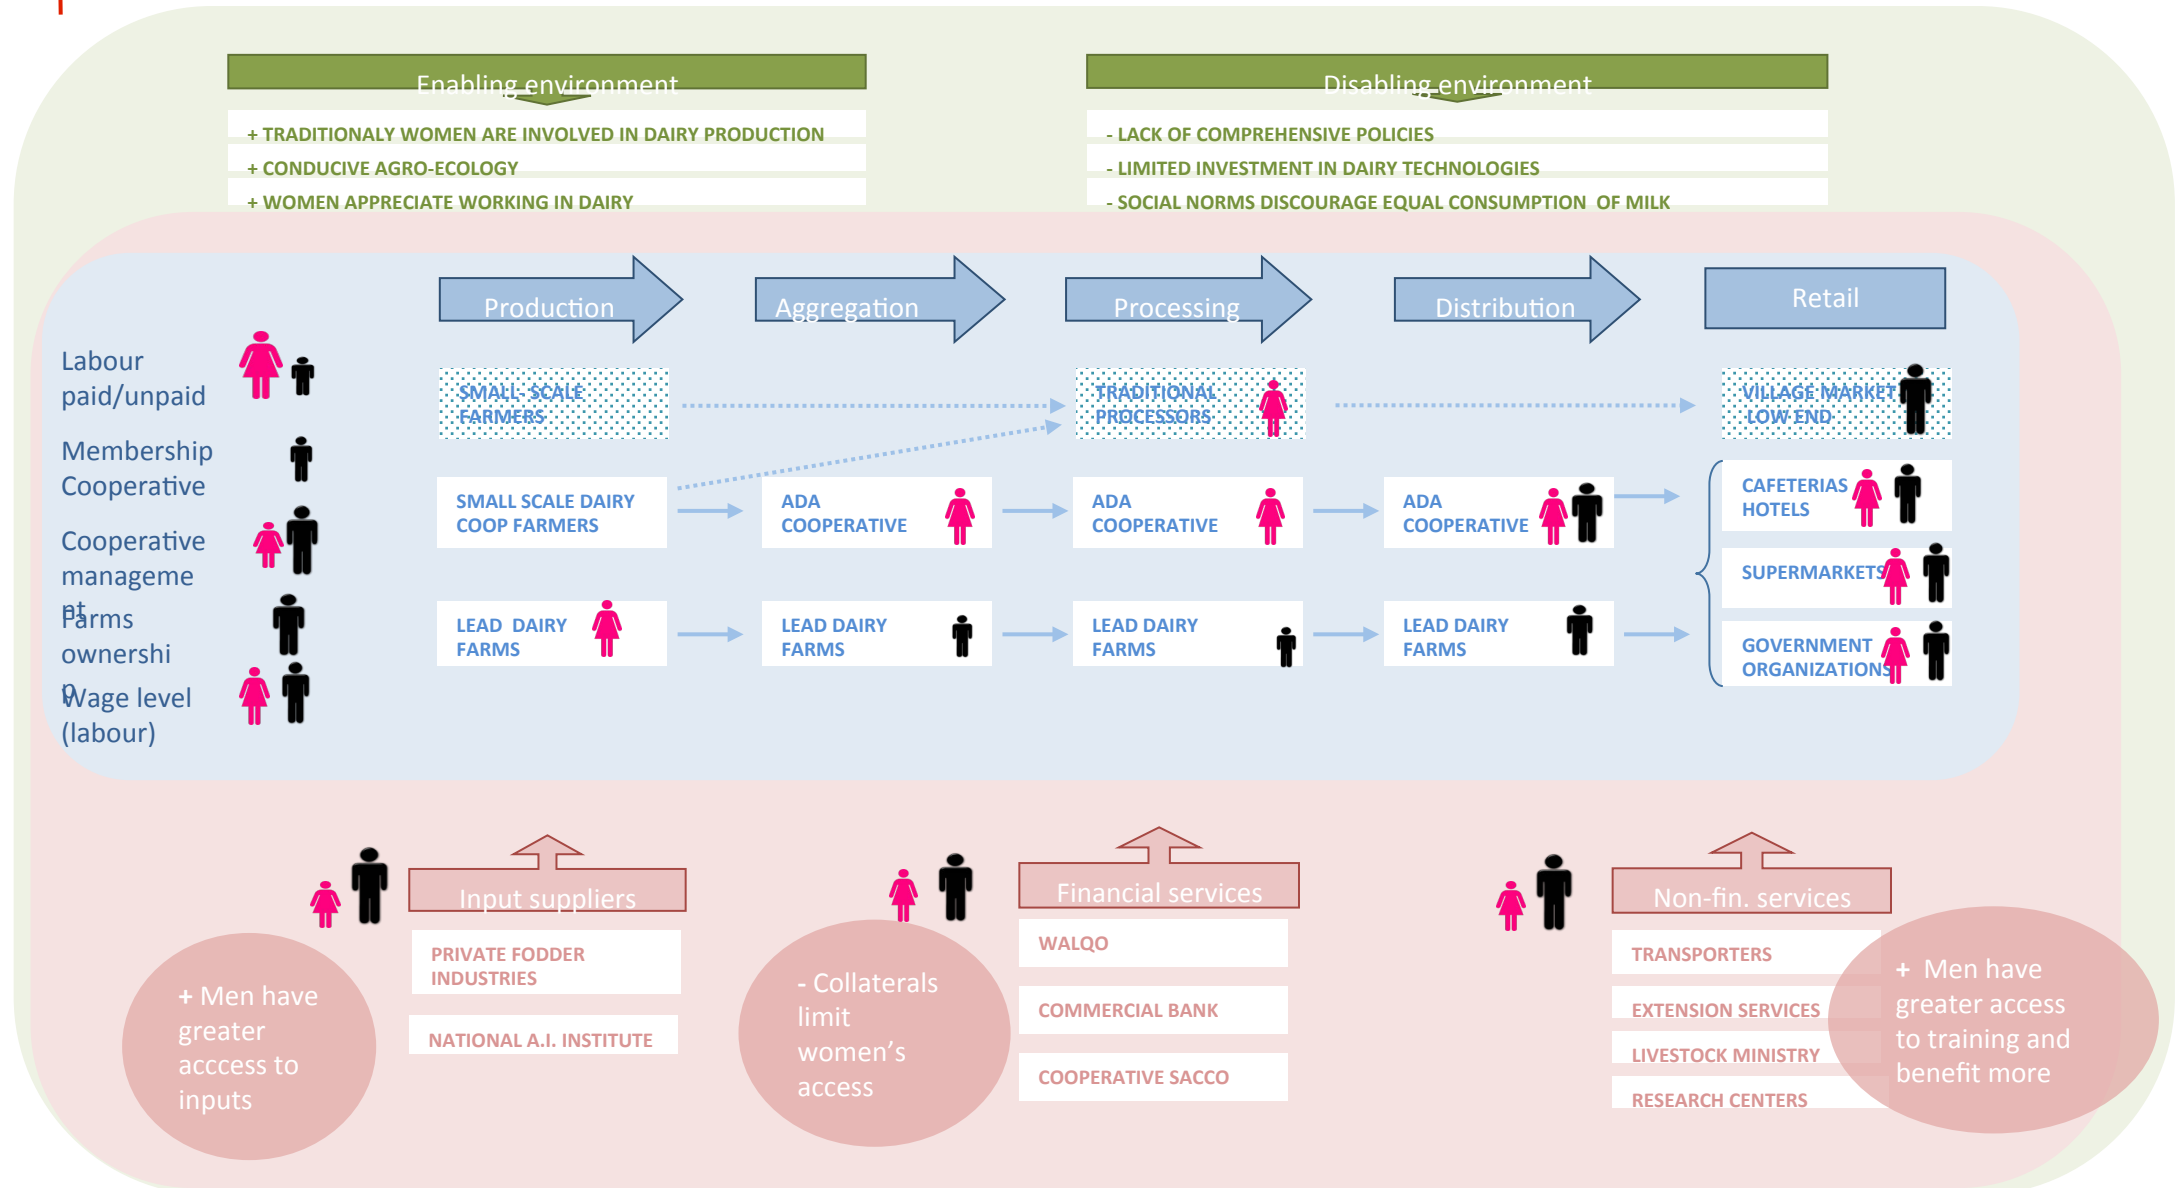 Enabling environment
+ TRADITIONALY WOMEN ARE INVOLVED IN DAIRY PRODUCTION
+ CONDUCIVE AGRO-ECOLOGY
+ WOMEN APPRECIATE WORKING IN DAIRY
Disabling environment
- LACK OF COMPREHENSIVE POLICIES
- LIMITED INVESTMENT IN DAIRY TECHNOLOGIES
- SOCIAL NORMS DISCOURAGE EQUAL CONSUMPTION OF MILK
Production
Aggregation
Processing
Distribution
Retail
Labour
paid/unpaid
Membership
Cooperative
Cooperative
manageme
nt
Farms
ownershi
p
Wage level
(labour)
SMALL- SCALE
FARMERS
TRADITIONAL
PROCESSORS
VILLAGE MARKET
LOW END
SMALL SCALE DAIRY
COOP FARMERS
ADA
COOPERATIVE
ADA
COOPERATIVE
ADA
COOPERATIVE
CAFETERIAS
HOTELS
SUPERMARKETS
LEAD DAIRY
FARMS
LEAD DAIRY
FARMS
LEAD DAIRY
FARMS
LEAD DAIRY
FARMS
GOVERNMENT
ORGANIZATIONS
Input suppliers
PRIVATE FODDER
INDUSTRIES
NATIONAL A.I. INSTITUTE
+ Men have
greater
acccess to
inputs
Financial services
WALQO
COMMERCIAL BANK
COOPERATIVE SACCO
- Collaterals
limit
women's
access
Non-fin. services
TRANSPORTERS
EXTENSION SERVICES
LIVESTOCK MINISTRY
RESEARCH CENTERS
+ Men have
greater access
to training and
benefit more